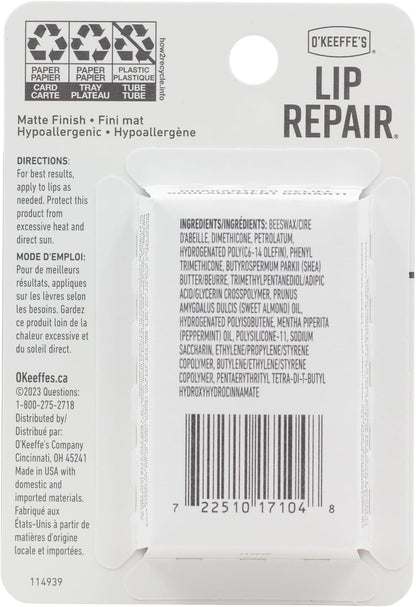 O'KEEFFE'S®
LIP
REPAIR®
PAPER
PAPIER
CARD
CARTE
PAPER
PAPIER
TRAY
PLATEAU
PLASTIC
PLASTIQUE
TUBE
TUBE
how2recycle.info
Matte Finish • Fini mat
Hypoallergenic • Hypoallergène
DIRECTIONS:
For best results,
apply to lips as
needed. Protect this
product from
excessive heat and
direct sun.
MODE D'EMPLOI:
Pour de meilleurs
résultats, appliques
sur les lèvres selon
les besoins. Gardez
ce produit loin de la
chaleur excessive et
du soleil direct.
OKeeffes.ca
©2023 Questions:
1-800-275-2718
Distributed by/
Distribué par:
O'Keeffe's Company
Cincinnati, OH 45241
Made in USA with
domestic and
imported materials.
Fabriqué aux
États-Unis à partir de
matières d'origine
locale et importées.
114939
INGREDIENTS/INGRÉDIENTS: BEESWAX/CIRE
D'ABEILLE, DIMETHICONE, PETROLATUM,
HYDROGENATED POLY(C6-14 OLEFIN), PHENYL
TRIMETHICONE, BUTYROSPERMUM PARKII (SHEA)
BUTTER/BEURRE, TRIMETHYLPENTANEDIOL/ADIPIC
ACID/GLYCERIN CROSSPOLYMER, PRUNUS
AMYGDALUS DULCIS (SWEET ALMOND) OIL,
HYDROGENATED POLYISOBUTENE, MENTHA PIPERITA
(PEPPERMINT) OIL, POLYSILICONE-11, SODIUM
SACCHARIN, ETHYLENE/PROPYLENE/STYRENE
COPOLYMER, BUTYLENE/ETHYLENE/STYRENE
COPOLYMER, PENTAERYTHRITYL TETRA-DI-T-BUTYL
HYDROXYHYDROCINNAMATE
7 22510 17104 8